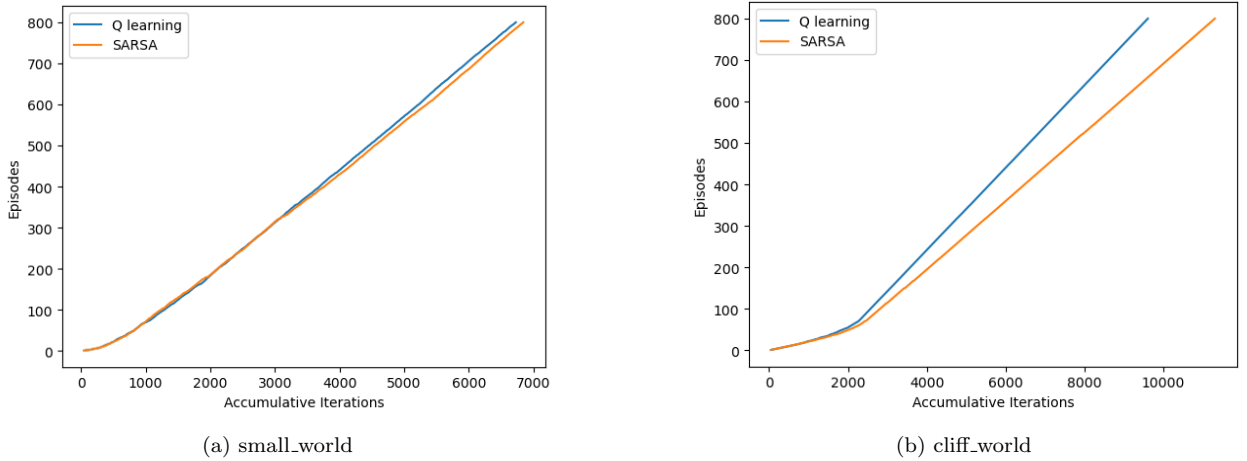 800
700
600
500
400
300
200
100
0
Episodes
Q learning
SARSA
0 1000 2000 3000 4000 5000 6000 7000
Accumulative Iterations
(a) small_world
800
700
600
500
400
300
200
100
0
Episodes
Q learning
SARSA
0 2000 4000 6000 8000 10000
Accumulative Iterations
(b) cliff_world